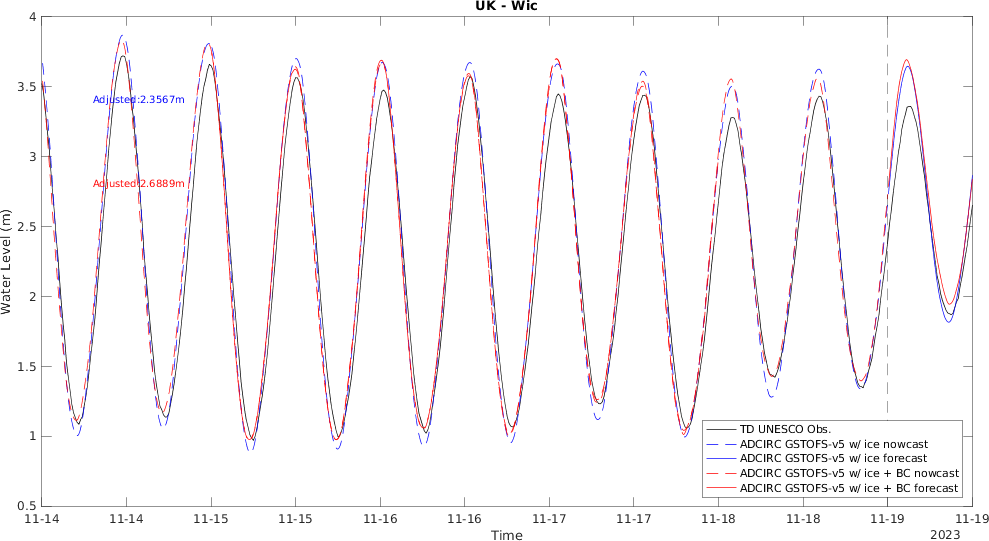 UK - Wic
4
3.5
3
2.5
2
1.5
1
0.5
Water Level (m)
Adjusted:2.3567m
Adjusted:2.6889m
TD UNESCO Obs.
ADCIRC GSTOFS-v5 w/ ice nowcast
ADCIRC GSTOFS-v5 w/ ice forecast
ADCIRC GSTOFS-v5 w/ ice + BC nowcast
ADCIRC GSTOFS-v5 w/ ice + BC forecast
11-14 11-14 11-15 11-15 11-16 11-16 11-17 11-17 11-18 11-18 11-19 11-19
Time
2023